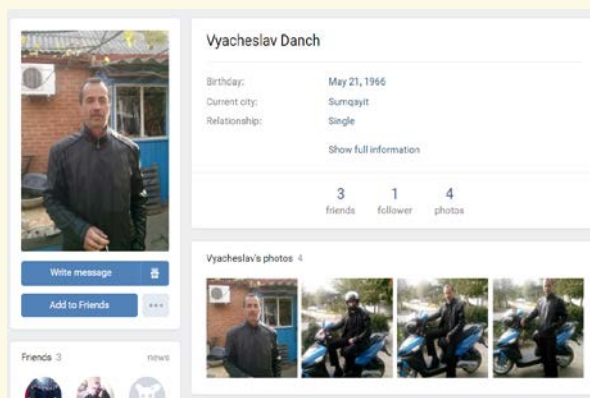 Vyacheslav Danch
Birthday: May 21, 1966
Current city: Sumqayit
Relationship: Single
Show full information
3 1 4
friends follower photos
Write message
Add to Friends
Vyacheslav's photos 4
Friends 3 news